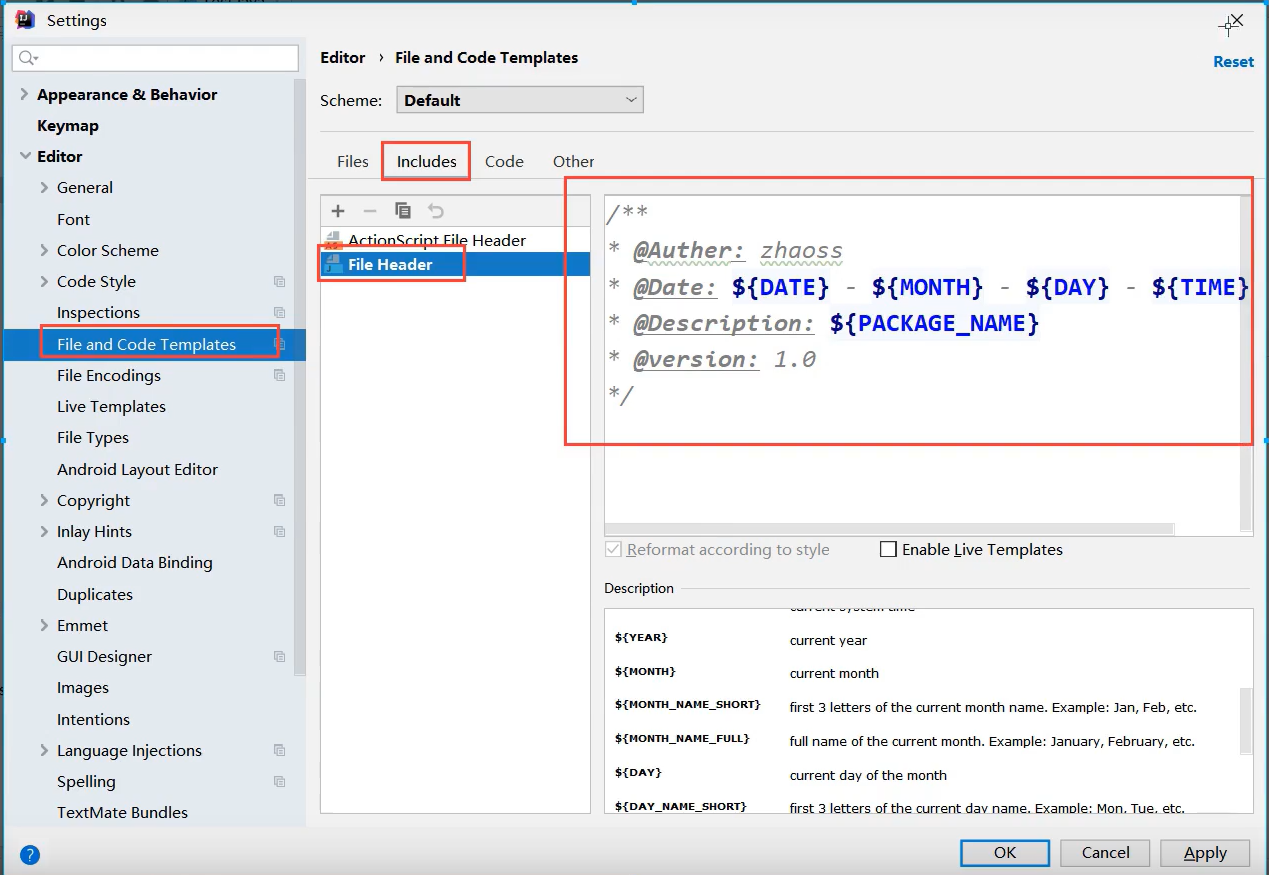 Settings
Editor › File and Code Templates
Reset
Scheme: Default
Appearance & Behavior
Keymap
Editor
General
Font
Color Scheme
Code Style
Inspections
File and Code Templates
File Encodings
Live Templates
File Types
Android Layout Editor
Copyright
Inlay Hints
Android Data Binding
Duplicates
Emmet
GUI Designer
Images
Intentions
Language Injections
Spelling
TextMate Bundles
Files Includes Code Other
ActionScript File Header
File Header
/**
* @Auther: zhaoss
* @Date: ${DATE} - ${MONTH} - ${DAY} - ${TIME}
* @Description: ${PACKAGE_NAME}
* @version: 1.0
*/
Reformat according to style Enable Live Templates
Description
current system time
${YEAR} current year
${MONTH} current month
${MONTH_NAME_SHORT} first 3 letters of the current month name. Example: Jan, Feb, etc.
${MONTH_NAME_FULL} full name of the current month. Example: January, February, etc.
${DAY} current day of the month
${DAY_NAME_SHORT} first 3 letters of the current day name. Example: Mon, Tue, etc.
? OK Cancel Apply